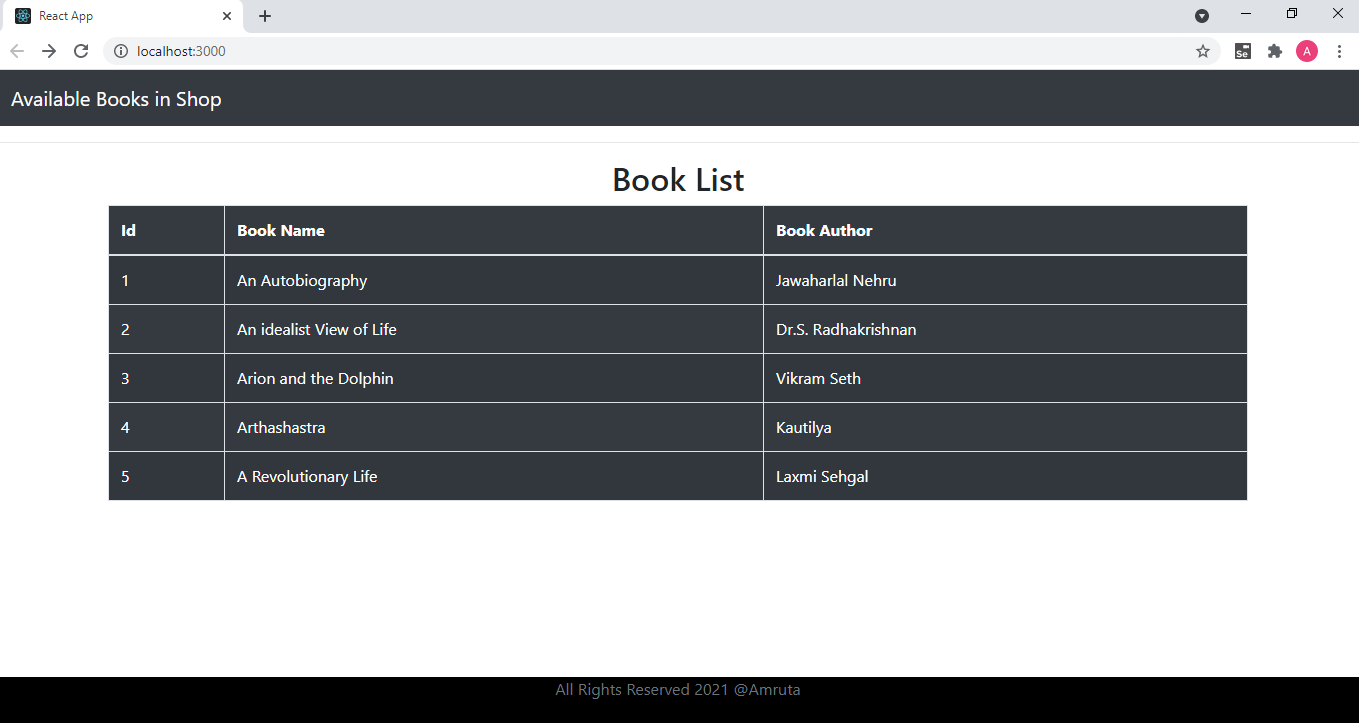 React App
localhost:3000
Se
A
Available Books in Shop
Book List
Id Book Name Book Author
1 An Autobiography Jawaharlal Nehru
2 An idealist View of Life Dr.S. Radhakrishnan
3 Arion and the Dolphin Vikram Seth
4 Arthashastra Kautilya
5 A Revolutionary Life Laxmi Sehgal
All Rights Reserved 2021 @Amruta